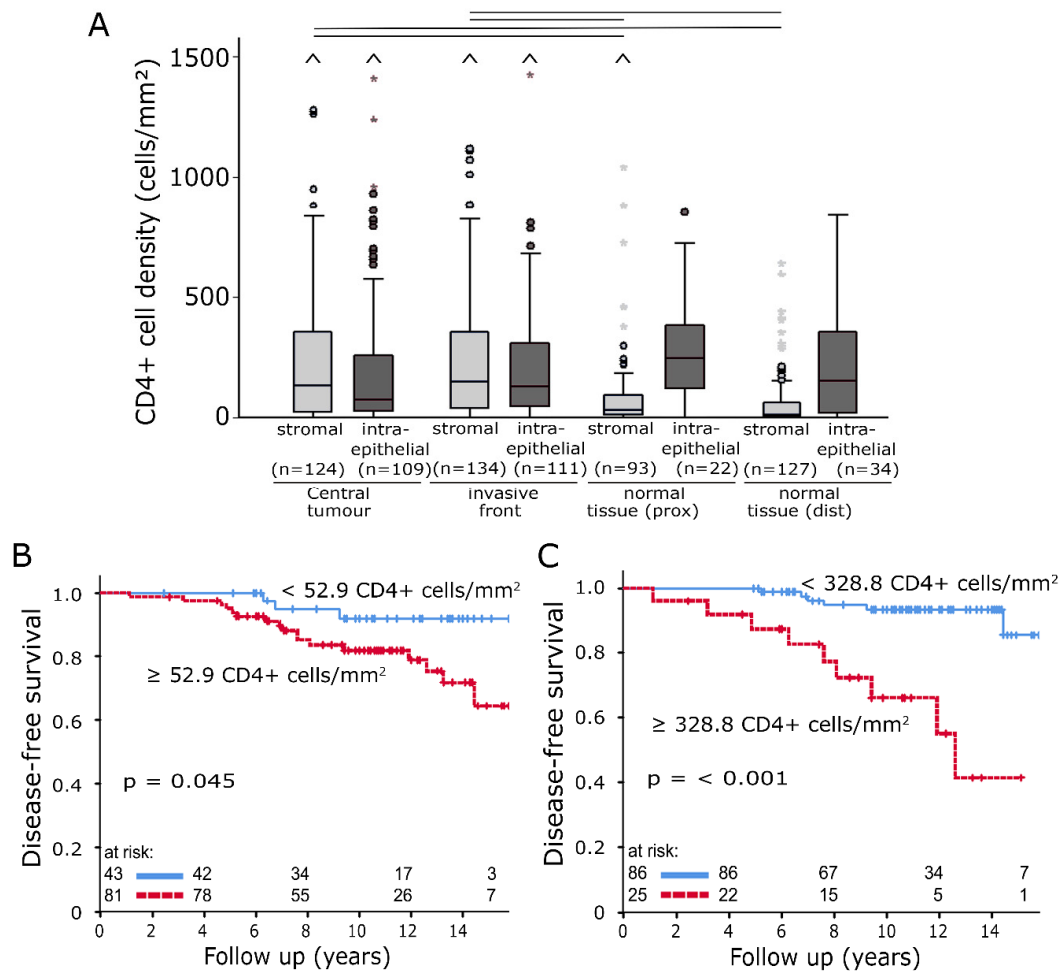 A
CD4+ cell density (cells/mm²)
1500
1000
500
0
stromal intra-epithelial stromal intra-epithelial stromal intra-epithelial stromal intra-epithelial
(n=124) (n=109) (n=134) (n=111) (n=93) (n=22) (n=127) (n=34)
Central tumour
invasive front
normal tissue (prox)
normal tissue (dist)
B
Disease-free survival
1.0
0.8
0.6
0.4
0.2
0
< 52.9 CD4+ cells/mm²
≥ 52.9 CD4+ cells/mm²
p = 0.045
at risk:
43 42 34 17 3
81 78 55 26 7
0 2 4 6 8 10 12 14
Follow up (years)
C
Disease-free survival
1.0
0.8
0.6
0.4
0.2
0
< 328.8 CD4+ cells/mm²
≥ 328.8 CD4+ cells/mm²
p = < 0.001
at risk:
86 86 67 34 7
25 22 15 5 1
0 2 4 6 8 10 12 14
Follow up (years)